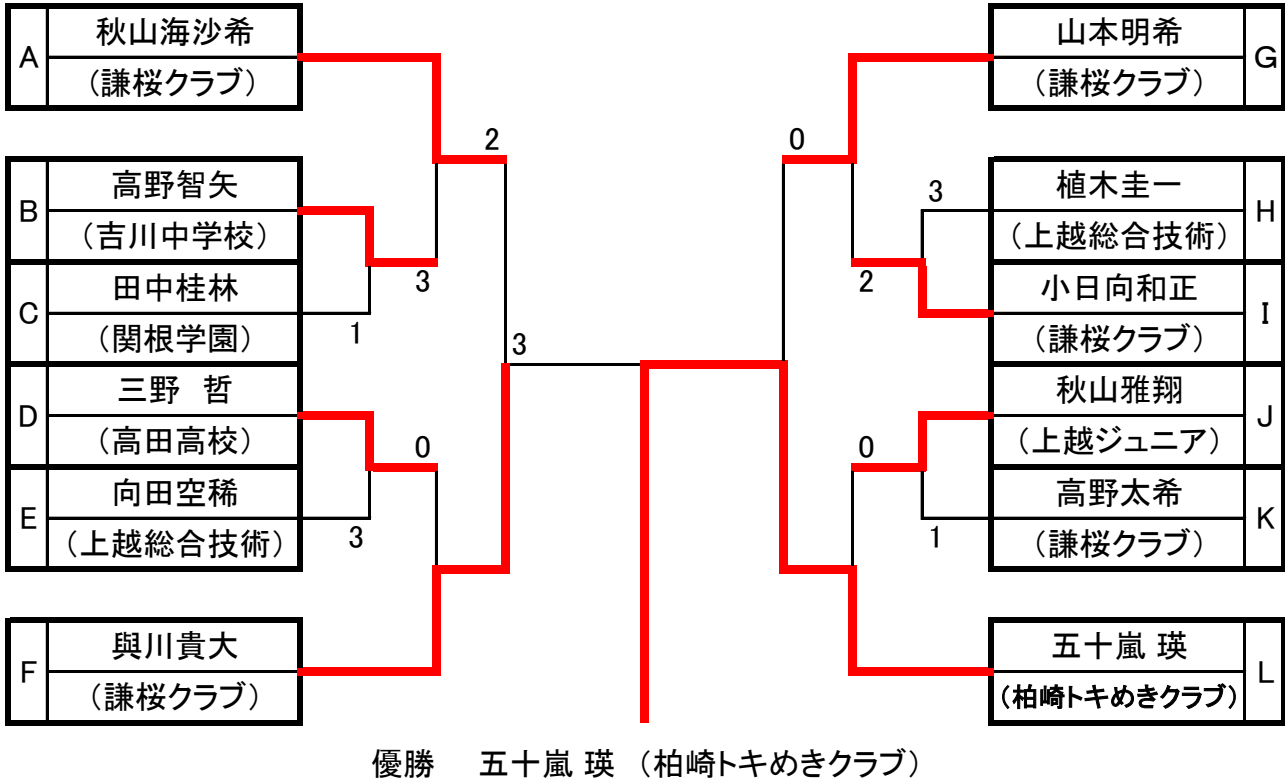 A
秋山海沙希
(謙桜クラブ)
B
高野智矢
(吉川中学校)
C
田中桂林
(関根学園)
D
三野　哲
(高田高校)
E
向田空稀
(上越総合技術)
F
與川貴大
(謙桜クラブ)
2
3
1
0
3
3
0
3
2
0
1
山本明希
(謙桜クラブ)
G
植木圭一
(上越総合技術)
H
小日向和正
(謙桜クラブ)
I
秋山雅翔
(上越ジュニア)
J
高野太希
(謙桜クラブ)
K
五十嵐 瑛
(柏崎トキめきクラブ)
L
優勝　五十嵐 瑛 (柏崎トキめきクラブ)